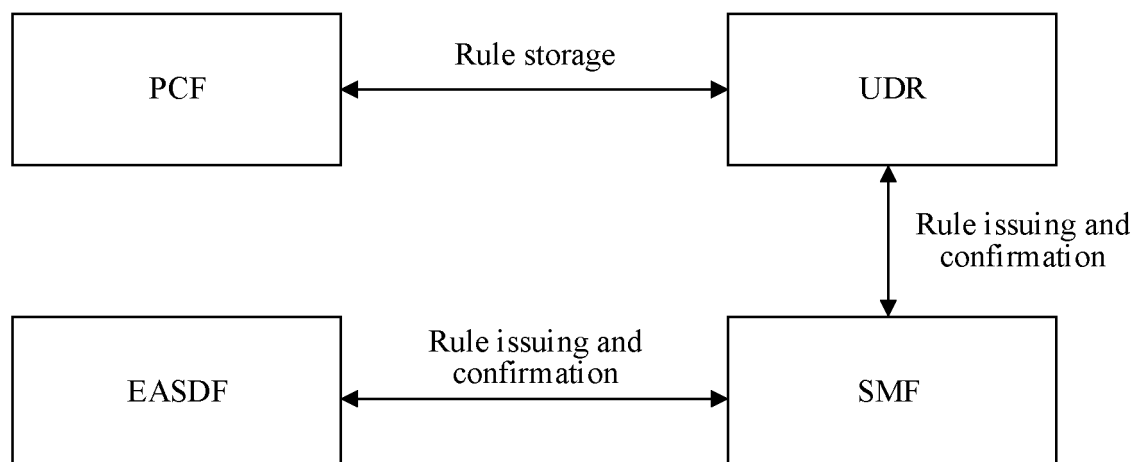 Rule storage
PCF
UDR
Rule issuing and
confirmation
Rule issuing and
confirmation
EASDF
SMF